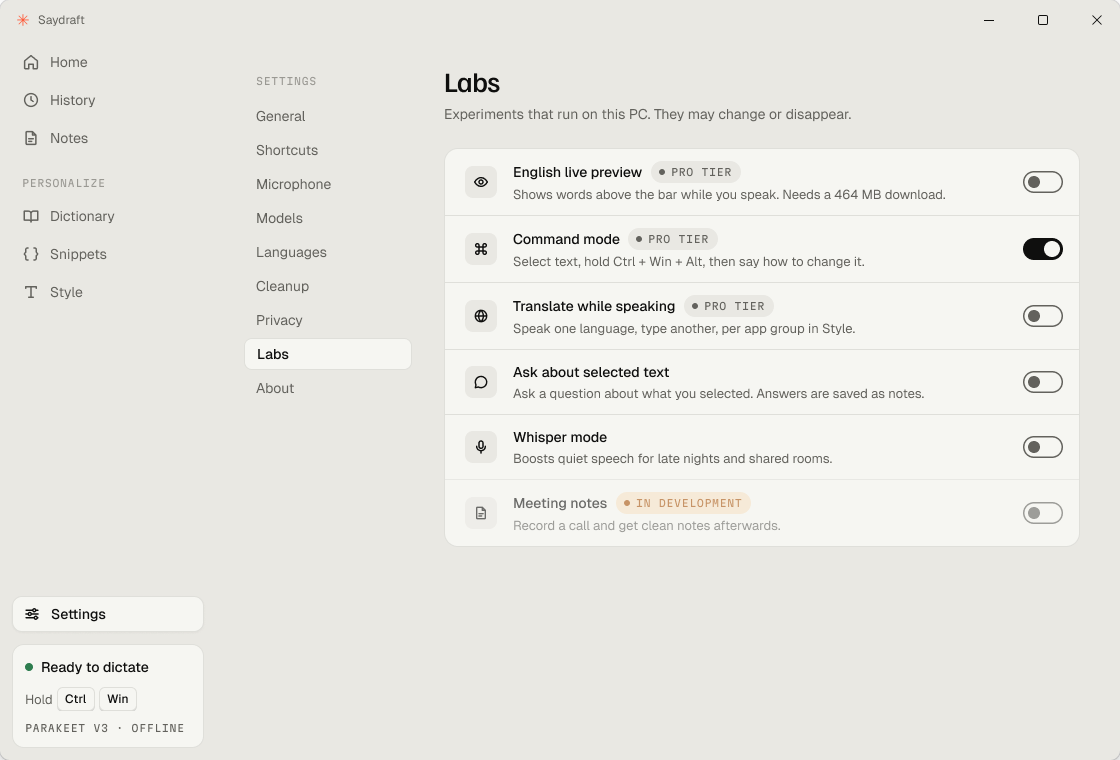 Saydraft
Home
History
Notes
PERSONALIZE
Dictionary
Snippets
Style
Settings
Ready to dictate
Hold Ctrl Win
PARAKEET V3 · OFFLINE
SETTINGS
General
Shortcuts
Microphone
Models
Languages
Cleanup
Privacy
Labs
About
Labs
Experiments that run on this PC. They may change or disappear.
English live preview PRO TIER
Shows words above the bar while you speak. Needs a 464 MB download.
Command mode PRO TIER
Select text, hold Ctrl + Win + Alt, then say how to change it.
Translate while speaking PRO TIER
Speak one language, type another, per app group in Style.
Ask about selected text
Ask a question about what you selected. Answers are saved as notes.
Whisper mode
Boosts quiet speech for late nights and shared rooms.
Meeting notes IN DEVELOPMENT
Record a call and get clean notes afterwards.